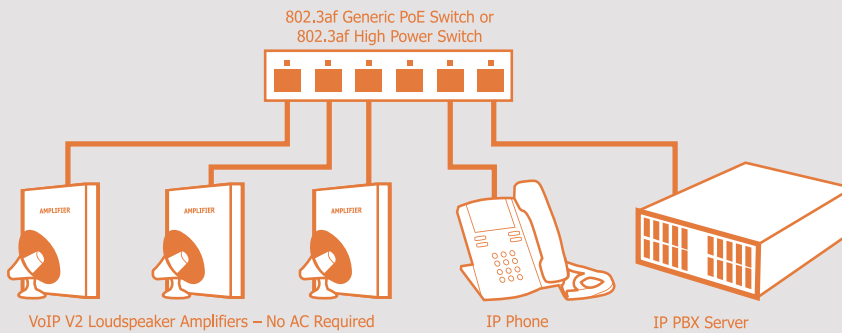 802.3af Generic PoE Switch or
802.3af High Power Switch
AMPLIFIER
AMPLIFIER
AMPLIFIER
VoIP V2 Loudspeaker Amplifiers – No AC Required
IP Phone
IP PBX Server